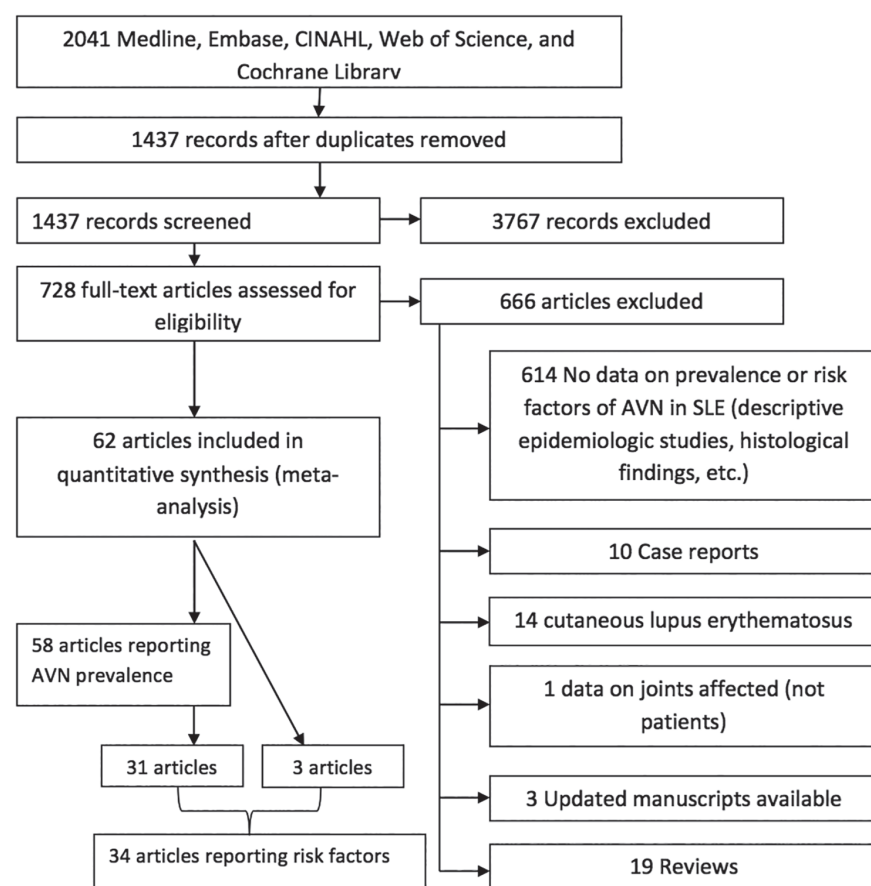 2041 Medline, Embase, CINAHL, Web of Science, and
Cochrane Library
1437 records after duplicates removed
1437 records screened
3767 records excluded
728 full-text articles assessed for
eligibility
666 articles excluded
614 No data on prevalence or risk
factors of AVN in SLE (descriptive
epidemiologic studies, histological
findings, etc.)
62 articles included in
quantitative synthesis (meta-
analysis)
10 Case reports
14 cutaneous lupus erythematosus
58 articles reporting
AVN prevalence
1 data on joints affected (not
patients)
31 articles
3 articles
3 Updated manuscripts available
34 articles reporting risk factors
19 Reviews